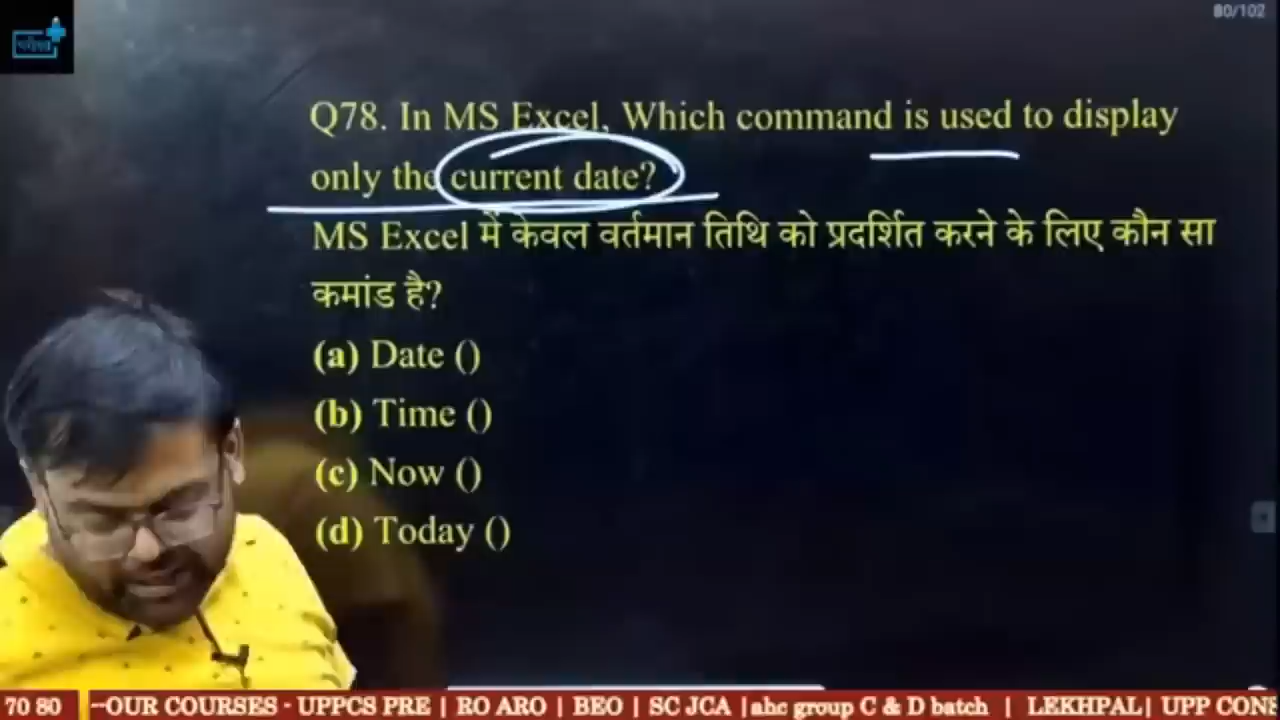 80/102
Q78. In MS Excel, Which command is used to display
only the current date?
MS Excel में केवल वर्तमान तिथि को प्रदर्शित करने के लिए कौन सा
कमांड है?
(a) Date ()
(b) Time ()
(c) Now ()
(d) Today ()
70 80 --OUR COURSES - UPPCS PRE | RO ARO | BEO | SC JCA |ahc group C & D batch | LEKHPAL| UPP CONS